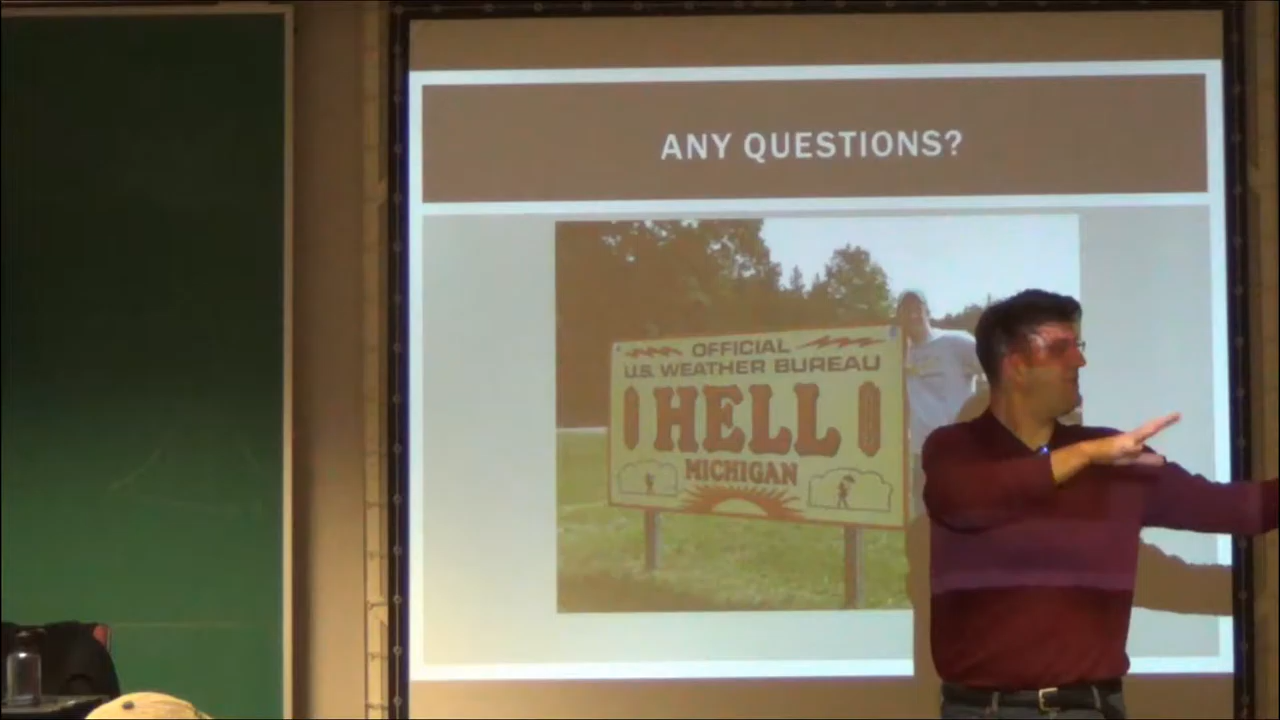 ANY QUESTIONS?
OFFICIAL
U.S. WEATHER BUREAU
HELL
MICHIGAN